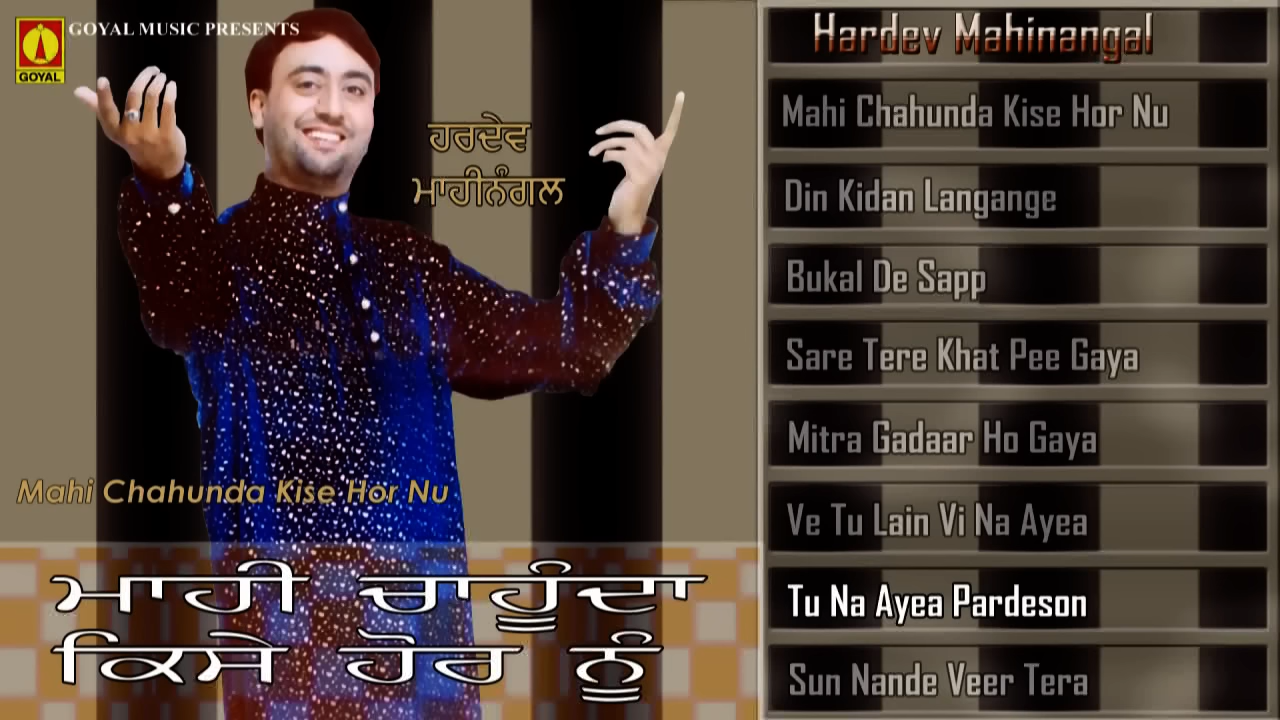 GOYAL MUSIC PRESENTS
GOYAL
ਹਰਦੇਵ
ਮਾਹੀਨੰਗਲ
Mahi Chahunda Kise Hor Nu
ਮਾਹੀ ਚਾਹੁੰਦਾ
ਕਿਸੇ ਹੋਰ ਨੂੰ
Hardev Mahinangal
Mahi Chahunda Kise Hor Nu
Din Kidan Langange
Bukal De Sapp
Sare Tere Khat Pee Gaya
Mitra Gadaar Ho Gaya
Ve Tu Lain Vi Na Ayea
Tu Na Ayea Pardeson
Sun Nande Veer Tera